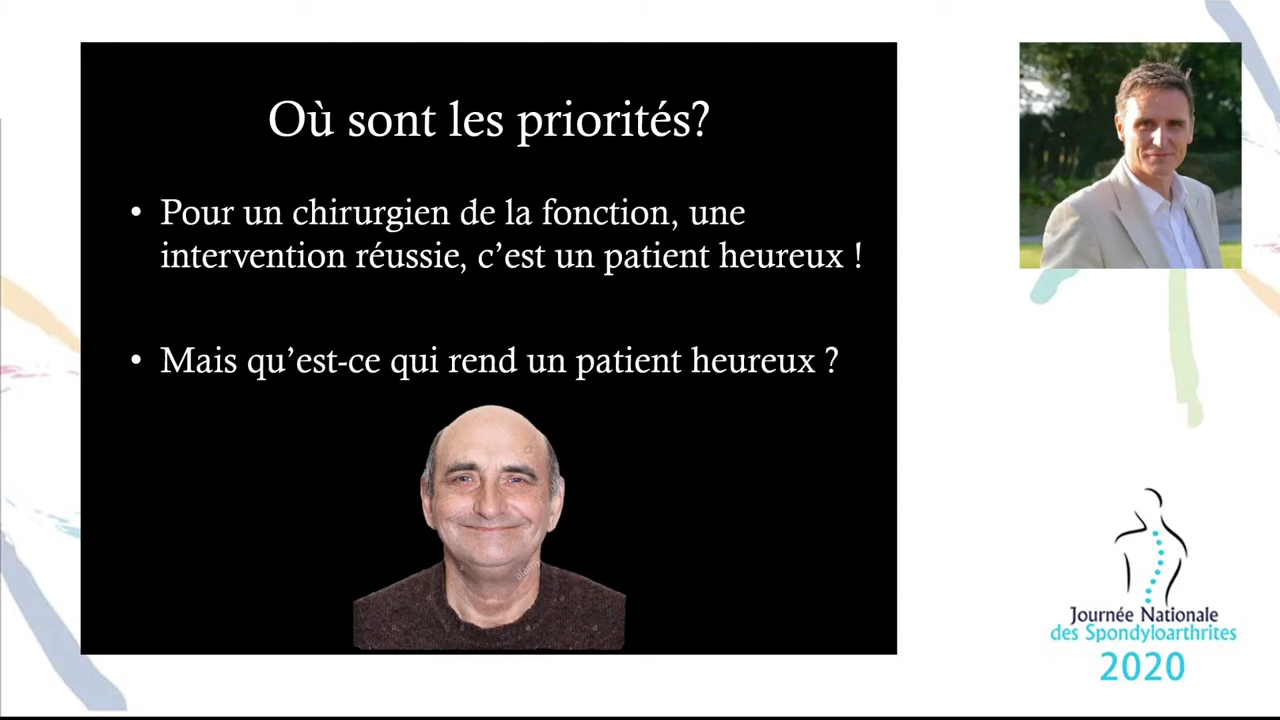 Où sont les priorités?
• Pour un chirurgien de la fonction, une
intervention réussie, c’est un patient heureux !
• Mais qu’est-ce qui rend un patient heureux ?
alamy
Journée Nationale
des Spondyloarthrites
2020